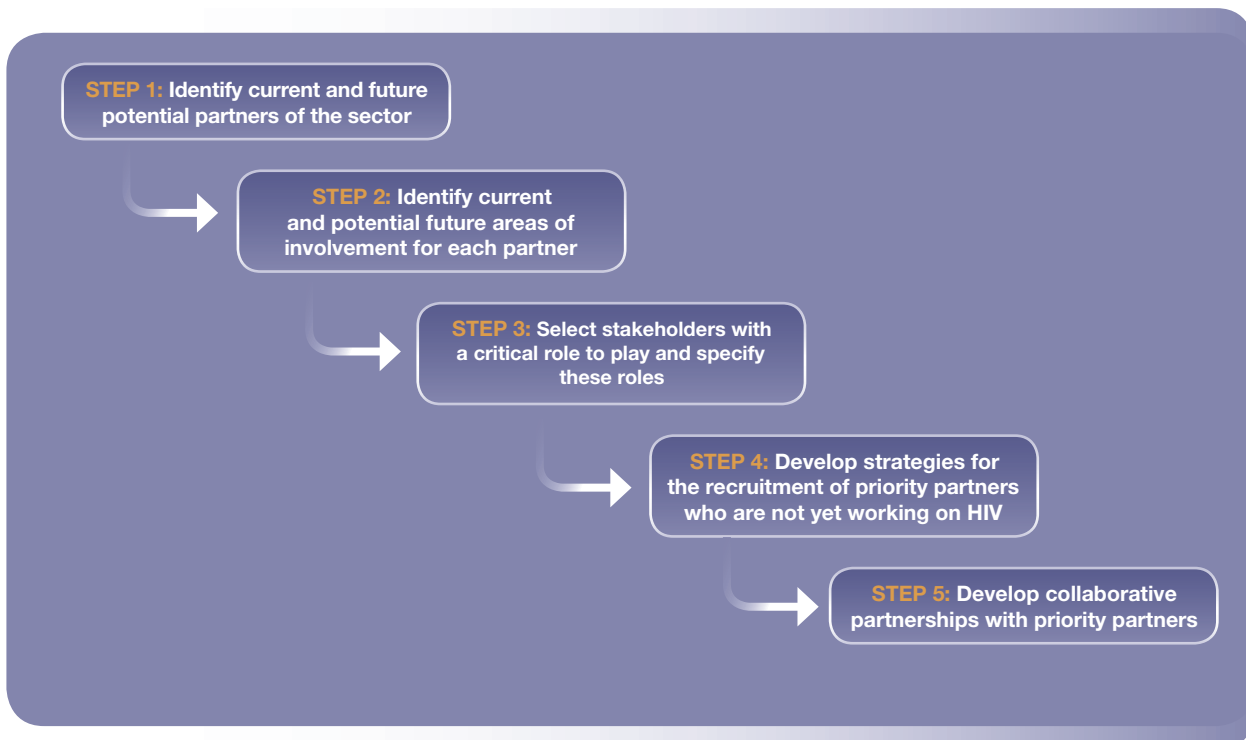 STEP 1: Identify current and future
potential partners of the sector
STEP 2: Identify current
and potential future areas of
involvement for each partner
STEP 3: Select stakeholders with
a critical role to play and specify
these roles
STEP 4: Develop strategies for
the recruitment of priority partners
who are not yet working on HIV
STEP 5: Develop collaborative
partnerships with priority partners